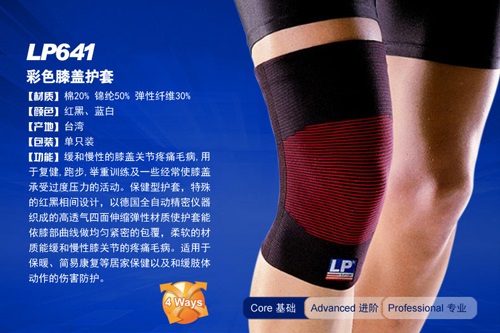 LP641
彩色膝盖护套
【材质】棉20% 锦纶50% 弹性纤维30%
【颜色】红黑、蓝白
【产地】台湾
【包装】单只装
【功能】缓和慢性的膝盖关节疼痛毛病,用
于复健,跑步,举重训练及一些经常使膝盖
承受过度压力的活动。保健型护套，特殊
的红黑相间设计，以德国全自动精密仪器
织成的高透气四面伸缩弹性材质使护套能
依膝部曲线做均匀紧密的包覆，柔软的材
质能缓和慢性膝关节的疼痛毛病。适用于
保暖、简易康复等居家保健以及和缓肢体
动作的伤害防护。
4 Ways
LP
Core 基础
Advanced 进阶
Professional 专业